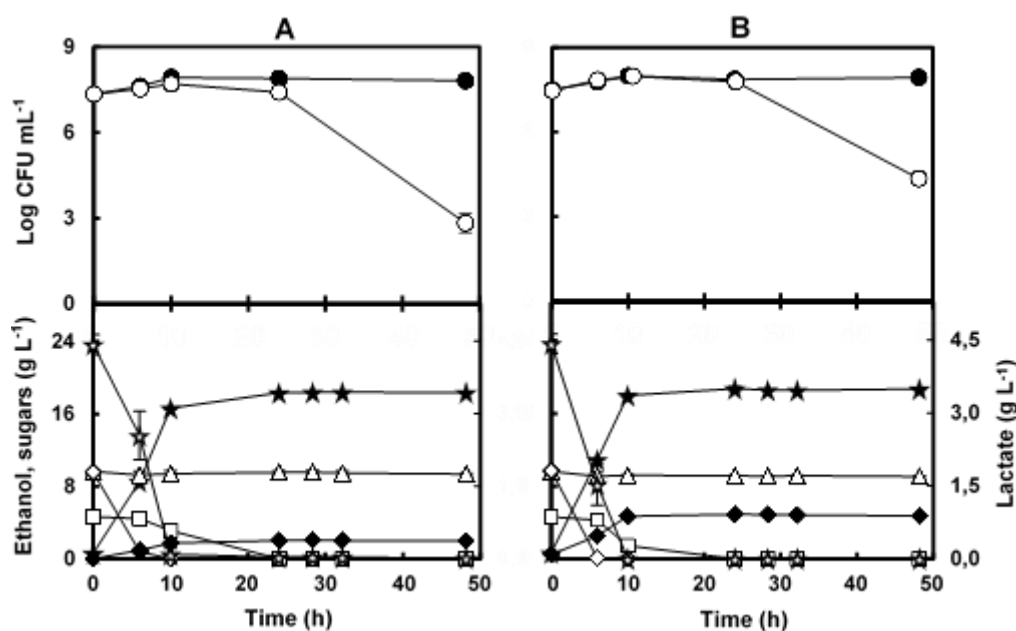 A B
9 6 3 0
Log CFU mL⁻¹
24 16 8 0
Ethanol, sugars (g L⁻¹)
4,5 3,0 1,5 0,0
Lactate (g L⁻¹)
0 10 20 30 40 50 0 10 20 30 40 50
Time (h) Time (h)